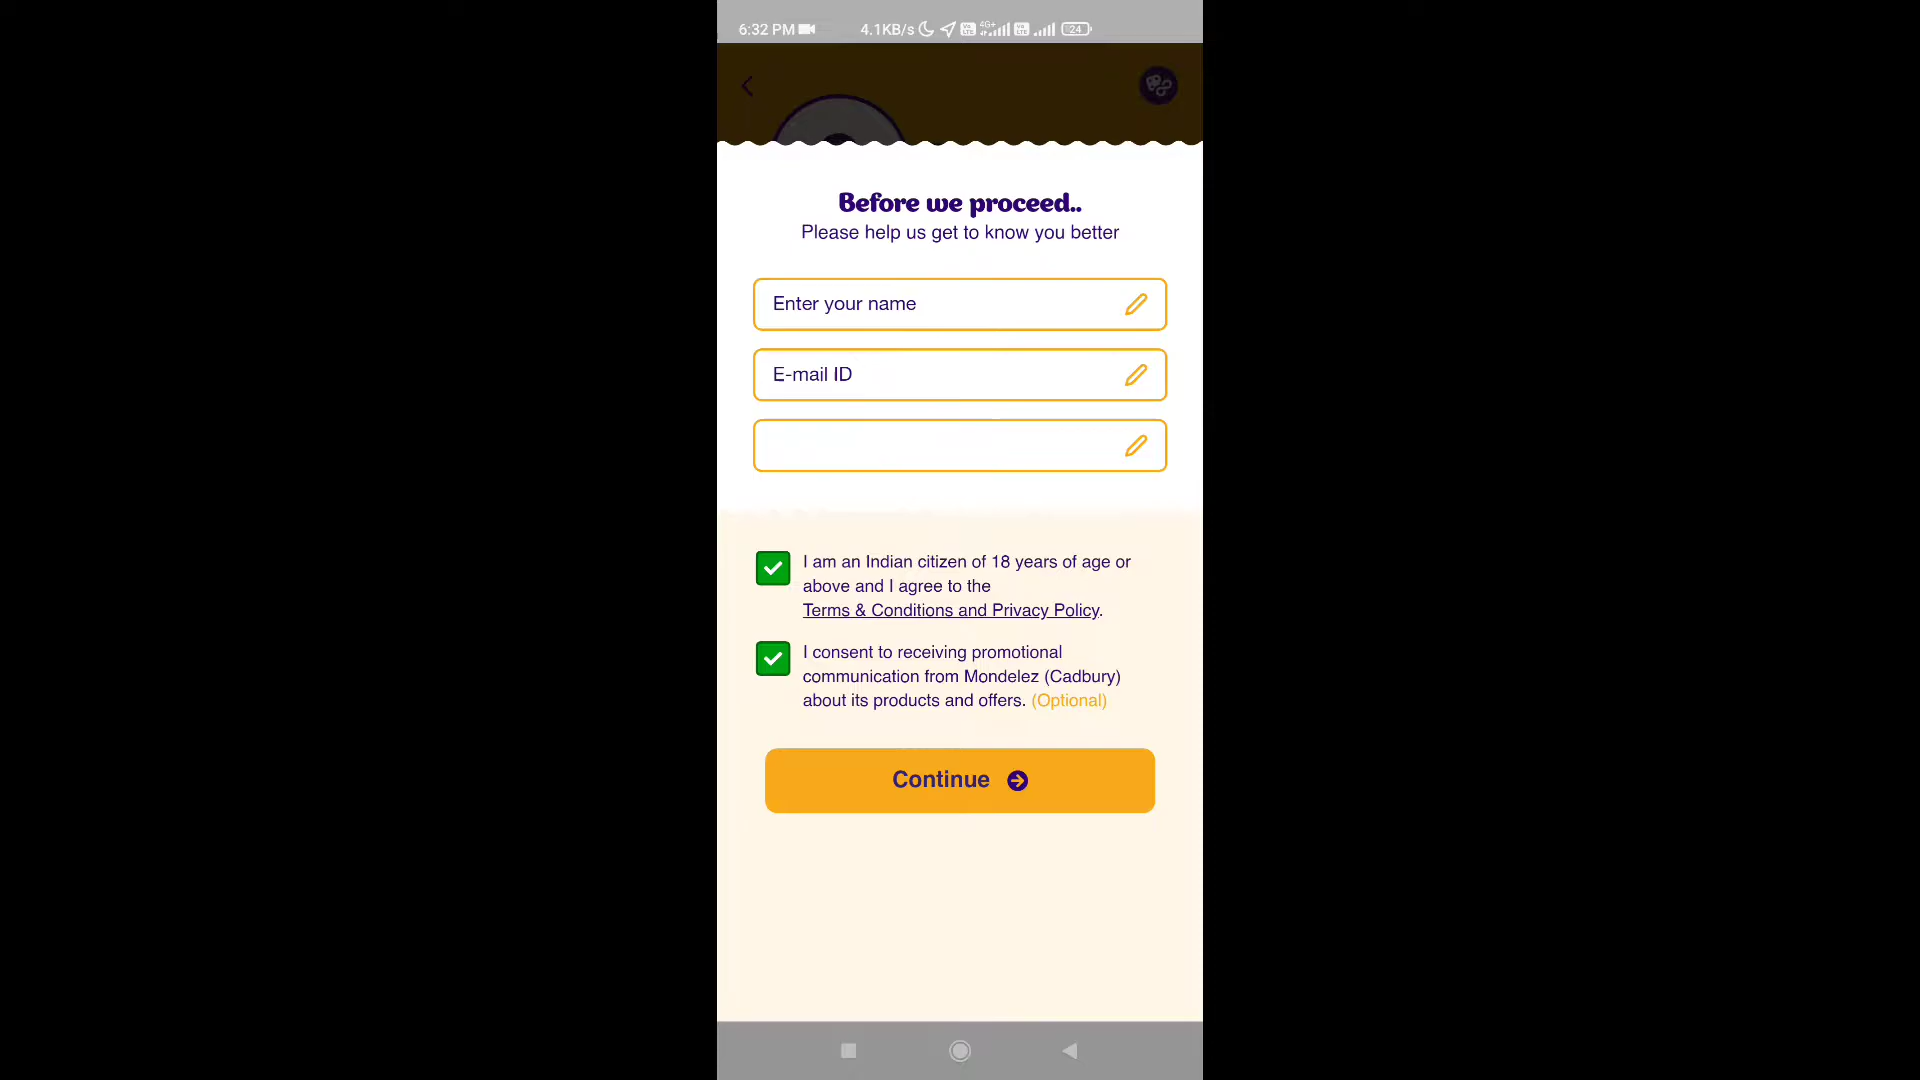 6:32 PM 4.1KB/s 4G+ 24
Before we proceed..
Please help us get to know you better
Enter your name
E-mail ID
I am an Indian citizen of 18 years of age or
above and I agree to the
Terms & Conditions and Privacy Policy.
I consent to receiving promotional
communication from Mondelez (Cadbury)
about its products and offers. (Optional)
Continue